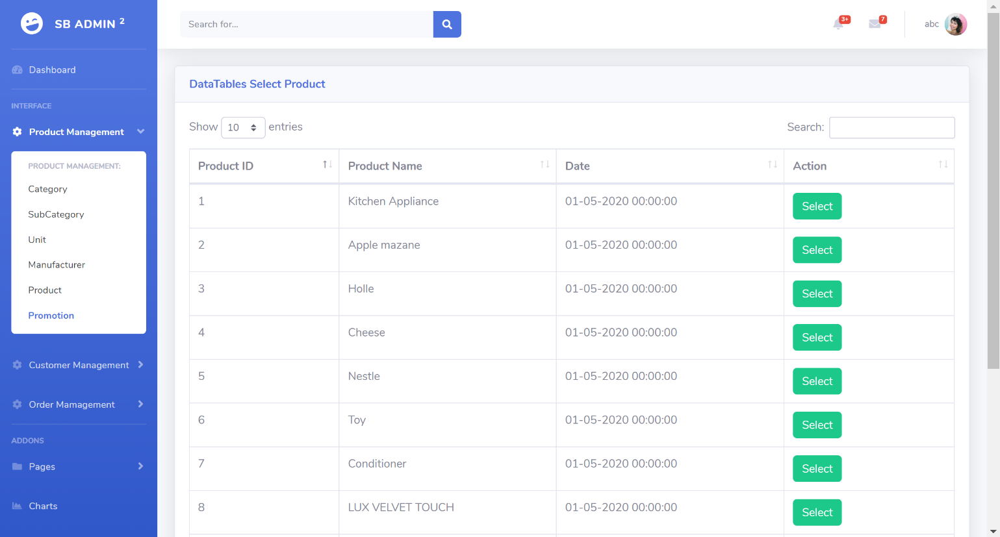 SB ADMIN 2
Search for...
3+
7
abc
Dashboard
INTERFACE
Product Management
PRODUCT MANAGEMENT:
Category
SubCategory
Unit
Manufacturer
Product
Promotion
Customer Management
Order Mamagement
ADDONS
Pages
Charts
DataTables Select Product
Show 10 entries
Search:
Product ID Product Name Date Action
1 Kitchen Appliance 01-05-2020 00:00:00 Select
2 Apple mazane 01-05-2020 00:00:00 Select
3 Holle 01-05-2020 00:00:00 Select
4 Cheese 01-05-2020 00:00:00 Select
5 Nestle 01-05-2020 00:00:00 Select
6 Toy 01-05-2020 00:00:00 Select
7 Conditioner 01-05-2020 00:00:00 Select
8 LUX VELVET TOUCH 01-05-2020 00:00:00 Select